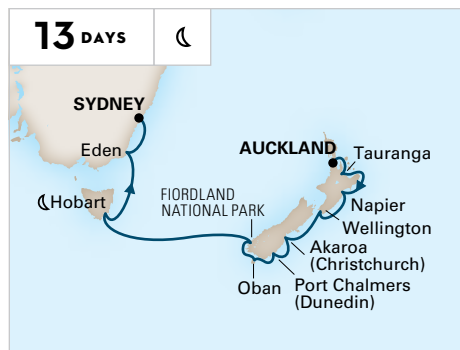 13 DAYS
SYDNEY
Eden
Hobart
AUCKLAND
Tauranga
Napier
Wellington
Akaroa
(Christchurch)
Port Chalmers
(Dunedin)
Oban
FIORDLAND
NATIONAL PARK